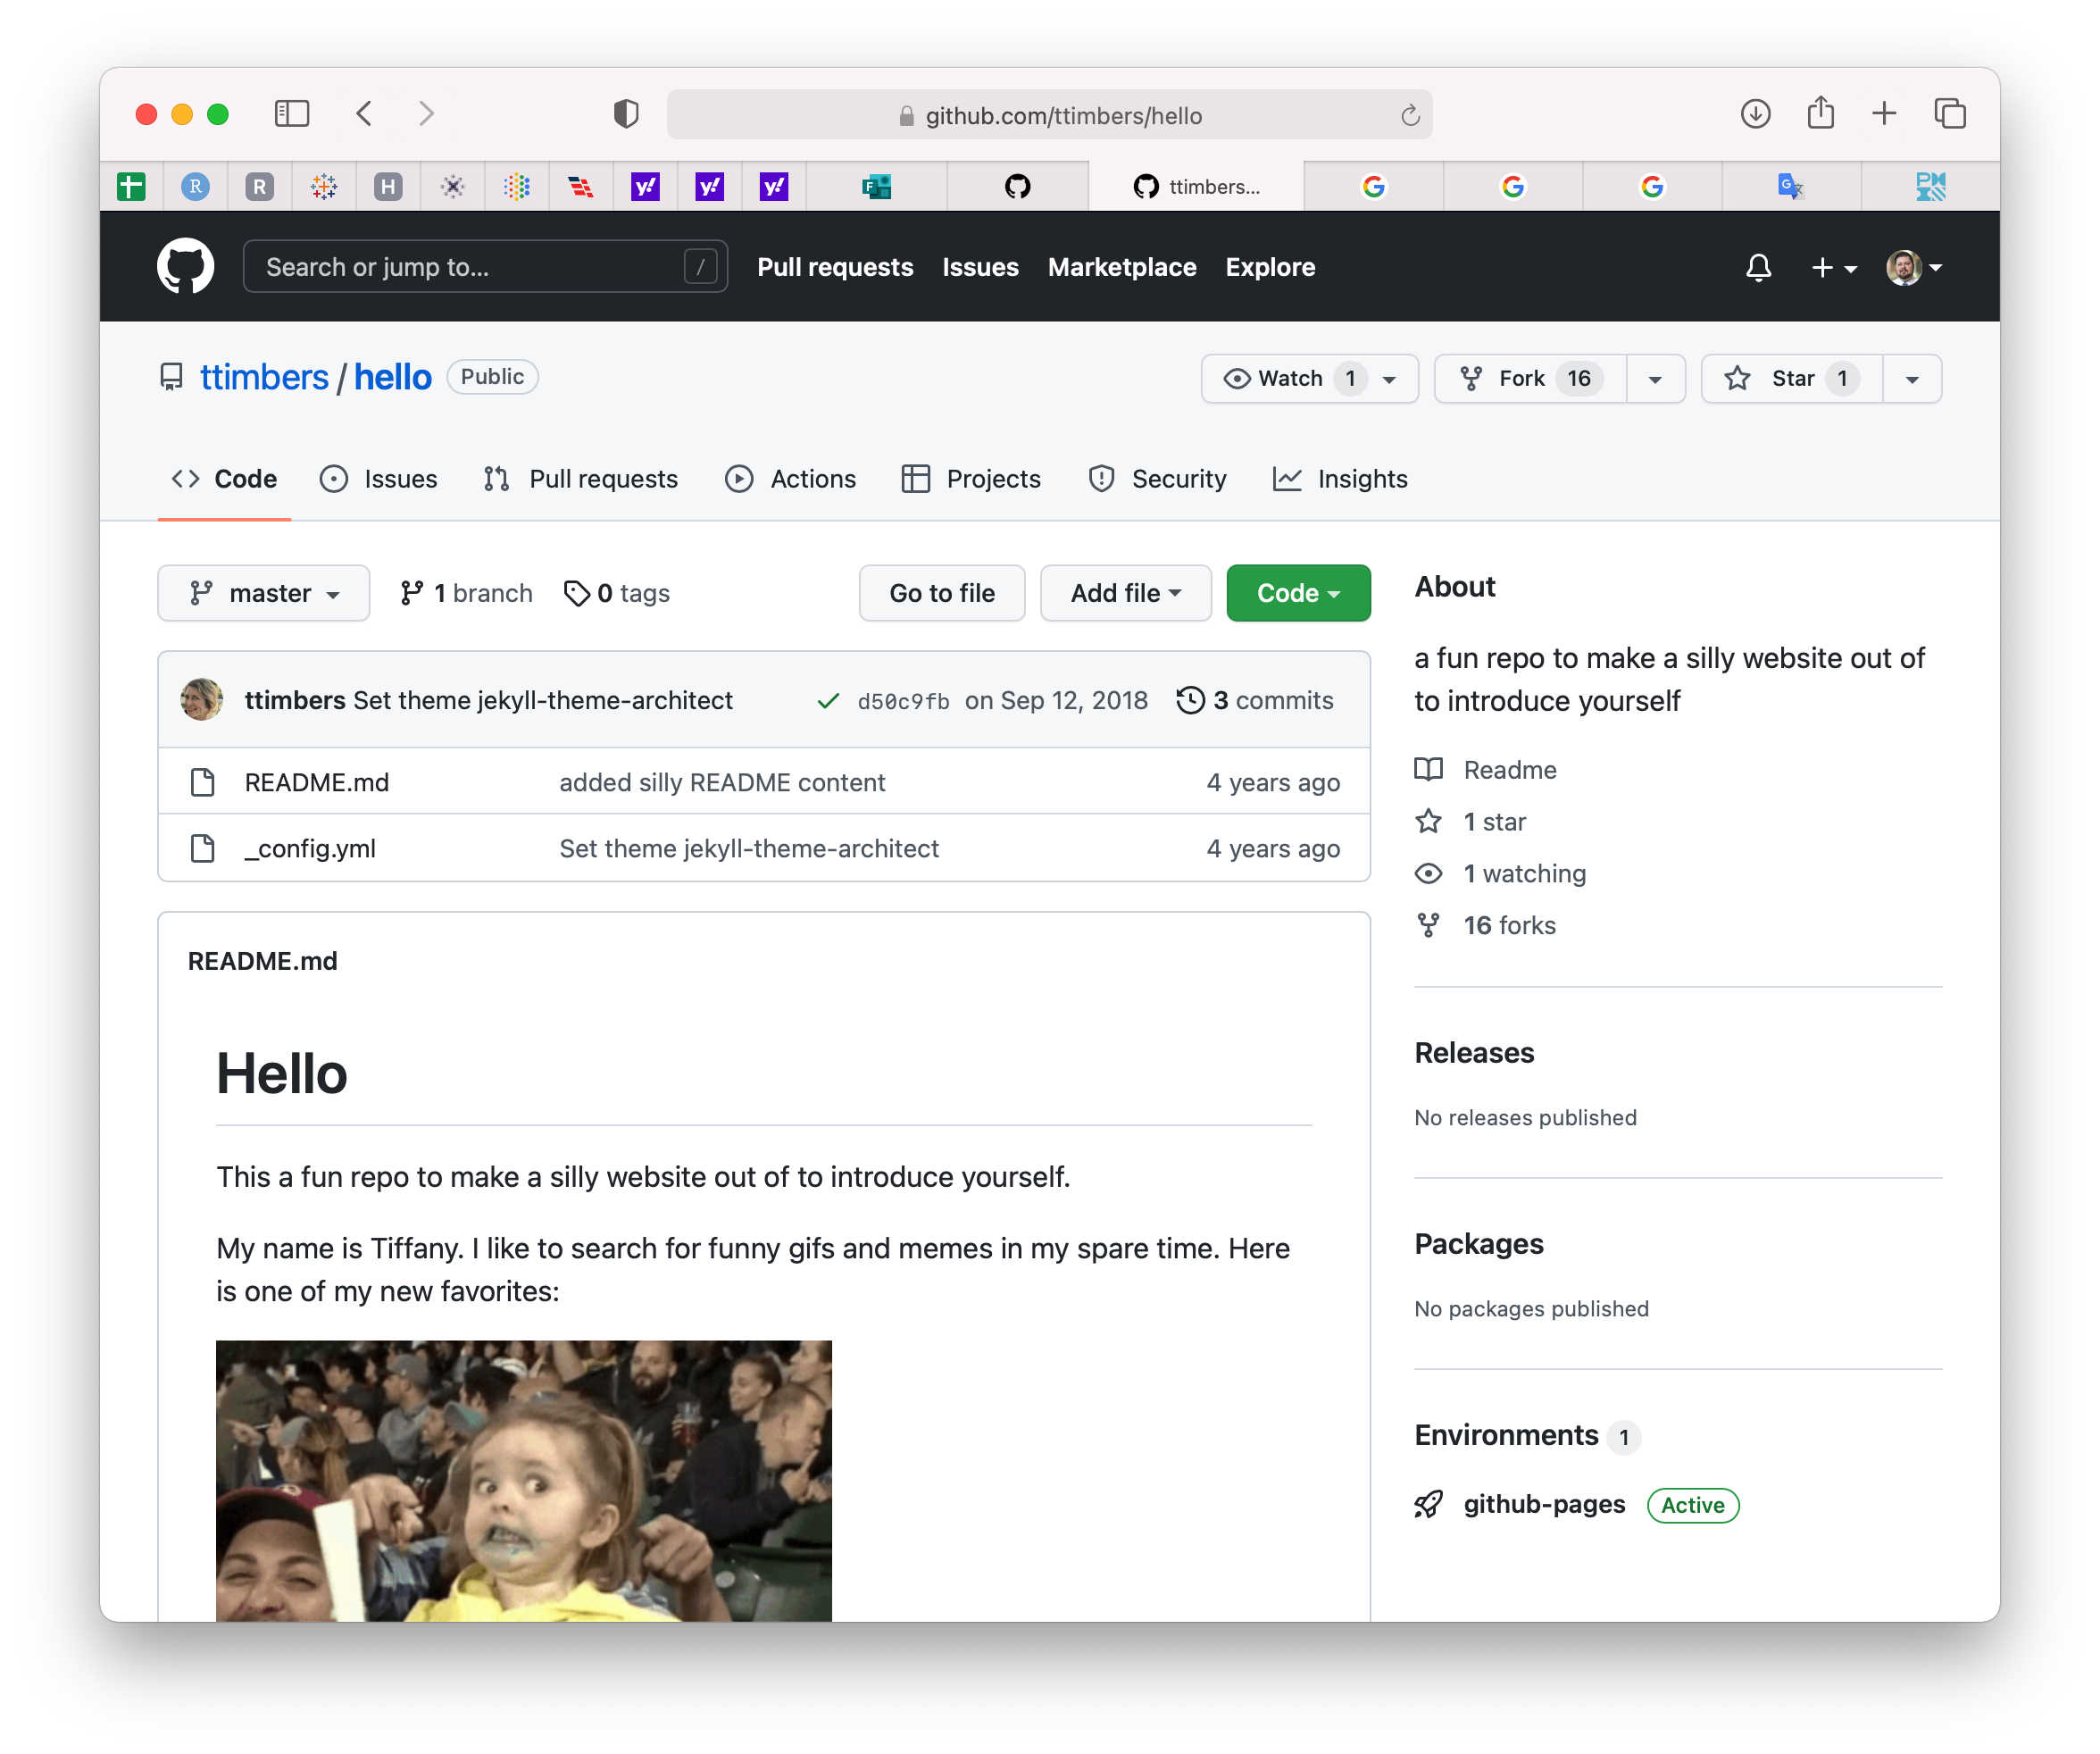 github.com/ttimbers/hello
R
R
H
y!
y!
y!
F
ttimbers...
G
G
G
G
Search or jump to...
/
Pull requests
Issues
Marketplace
Explore
ttimbers / hello
Public
Watch 1
Fork 16
Star 1
Code
Issues
Pull requests
Actions
Projects
Security
Insights
master
1 branch
0 tags
Go to file
Add file
Code
ttimbers Set theme jekyll-theme-architect
d50c9fb on Sep 12, 2018
3 commits
README.md
added silly README content
4 years ago
_config.yml
Set theme jekyll-theme-architect
4 years ago
README.md
Hello
This a fun repo to make a silly website out of to introduce yourself.
My name is Tiffany. I like to search for funny gifs and memes in my spare time. Here
is one of my new favorites:
About
a fun repo to make a silly website out of
to introduce yourself
Readme
1 star
1 watching
16 forks
Releases
No releases published
Packages
No packages published
Environments 1
github-pages
Active